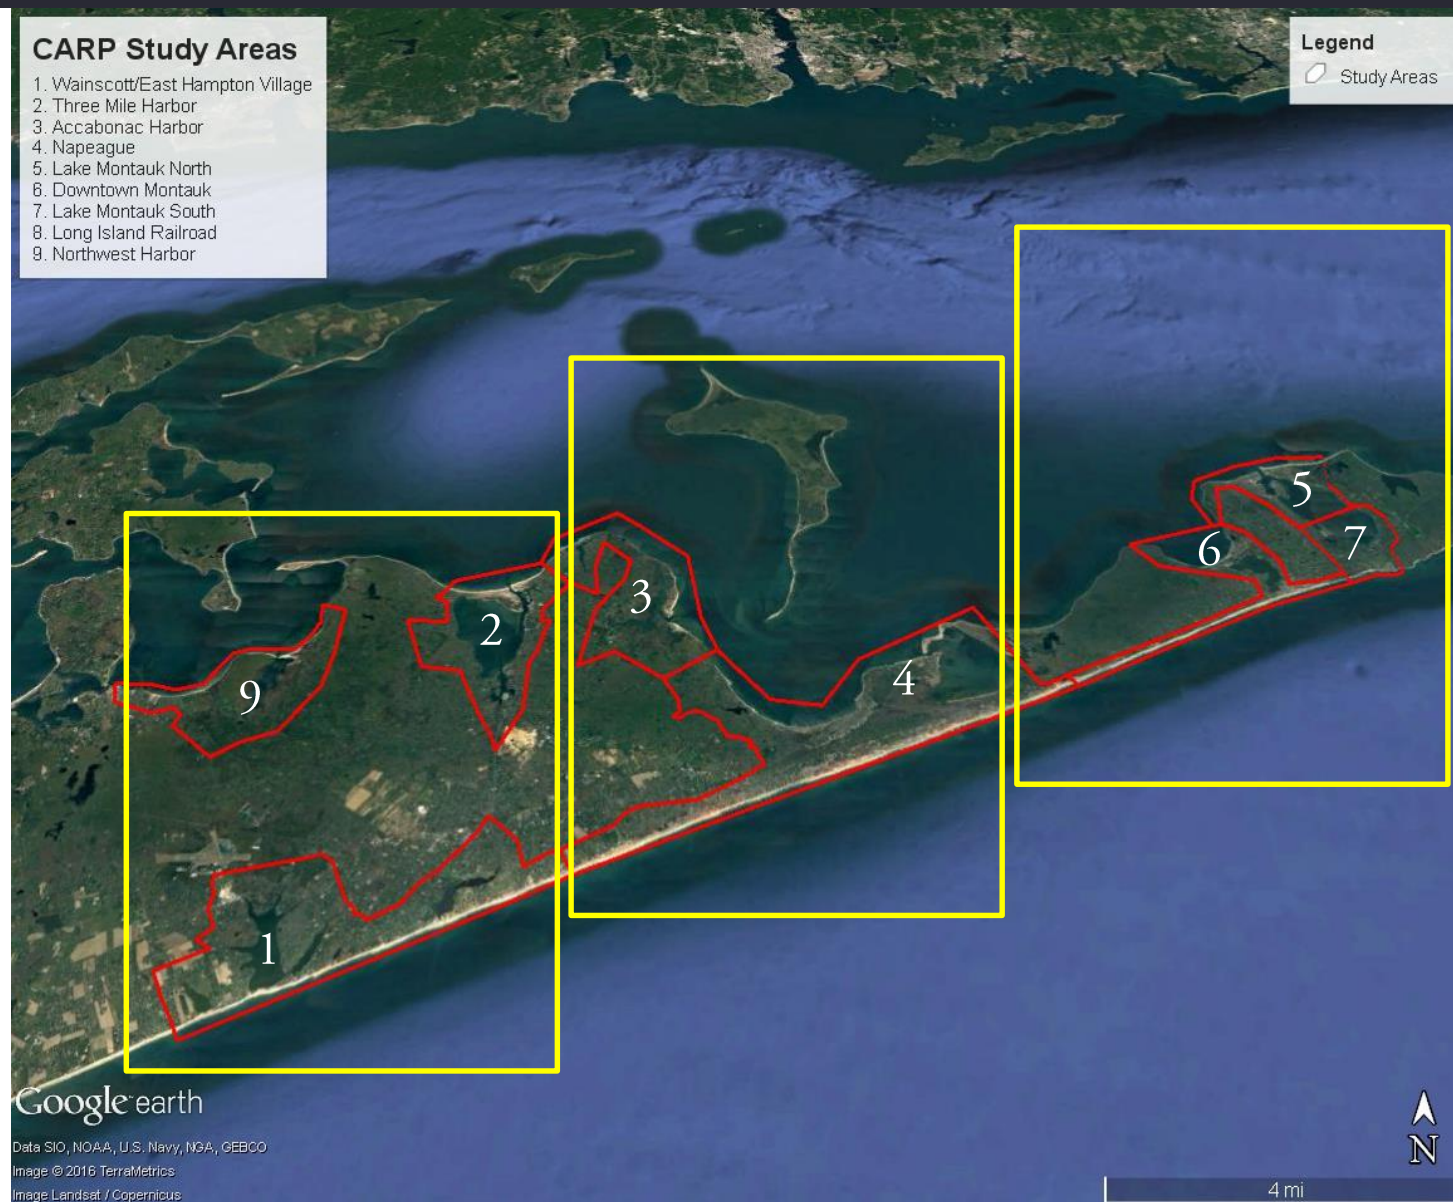 CARP Study Areas
1. Wainscott/East Hampton Village
2. Three Mile Harbor
3. Accabonac Harbor
4. Napeague
5. Lake Montauk North
6. Downtown Montauk
7. Lake Montauk South
8. Long Island Railroad
9. Northwest Harbor
Legend
Study Areas
5
6
7
3
2
4
9
1
Google earth
Data SIO, NOAA, U.S. Navy, NGA, GEBCO
Image © 2016 TerraMetrics
Image Landsat / Copernicus
N
4 mi